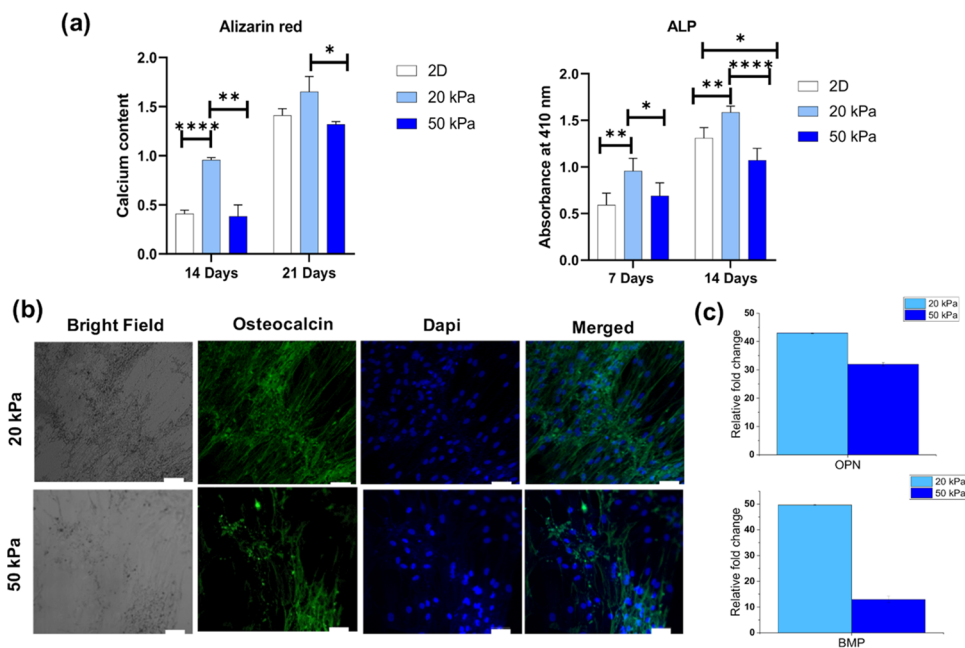 (a)
Alizarin red
Calcium content
2.0
1.5
1.0
0.5
0.0
****
**
*
14 Days
21 Days
2D
20 kPa
50 kPa
ALP
Absorbance at 410 nm
2.0
1.5
1.0
0.5
0.0
**
*
**
****
*
7 Days
14 Days
2D
20 kPa
50 kPa
(b)
Bright Field
Osteocalcin
Dapi
Merged
20 kPa
50 kPa
(c)
20 kPa
50 kPa
Relative fold change
50
40
30
20
10
0
OPN
20 kPa
50 kPa
Relative fold change
50
40
30
20
10
0
BMP